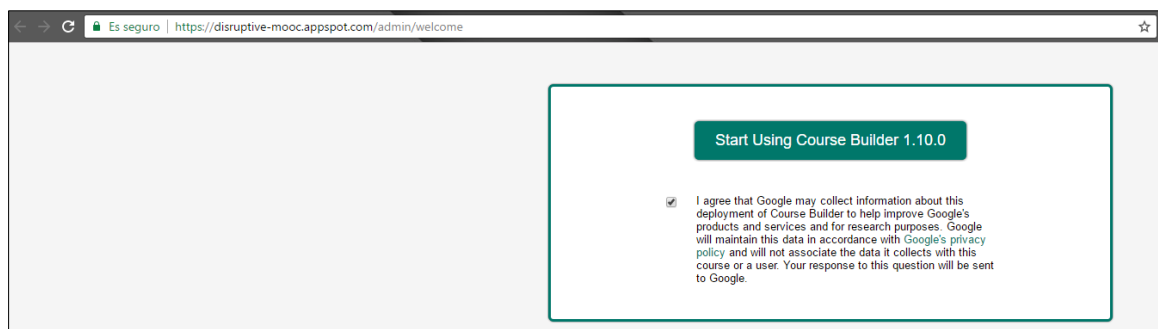 Es seguro | https://disruptive-mooc.appspot.com/admin/welcome
Start Using Course Builder 1.10.0
I agree that Google may collect information about this
deployment of Course Builder to help improve Google's
products and services and for research purposes. Google
will maintain this data in accordance with Google's privacy
policy and will not associate the data it collects with this
course or a user. Your response to this question will be sent
to Google.